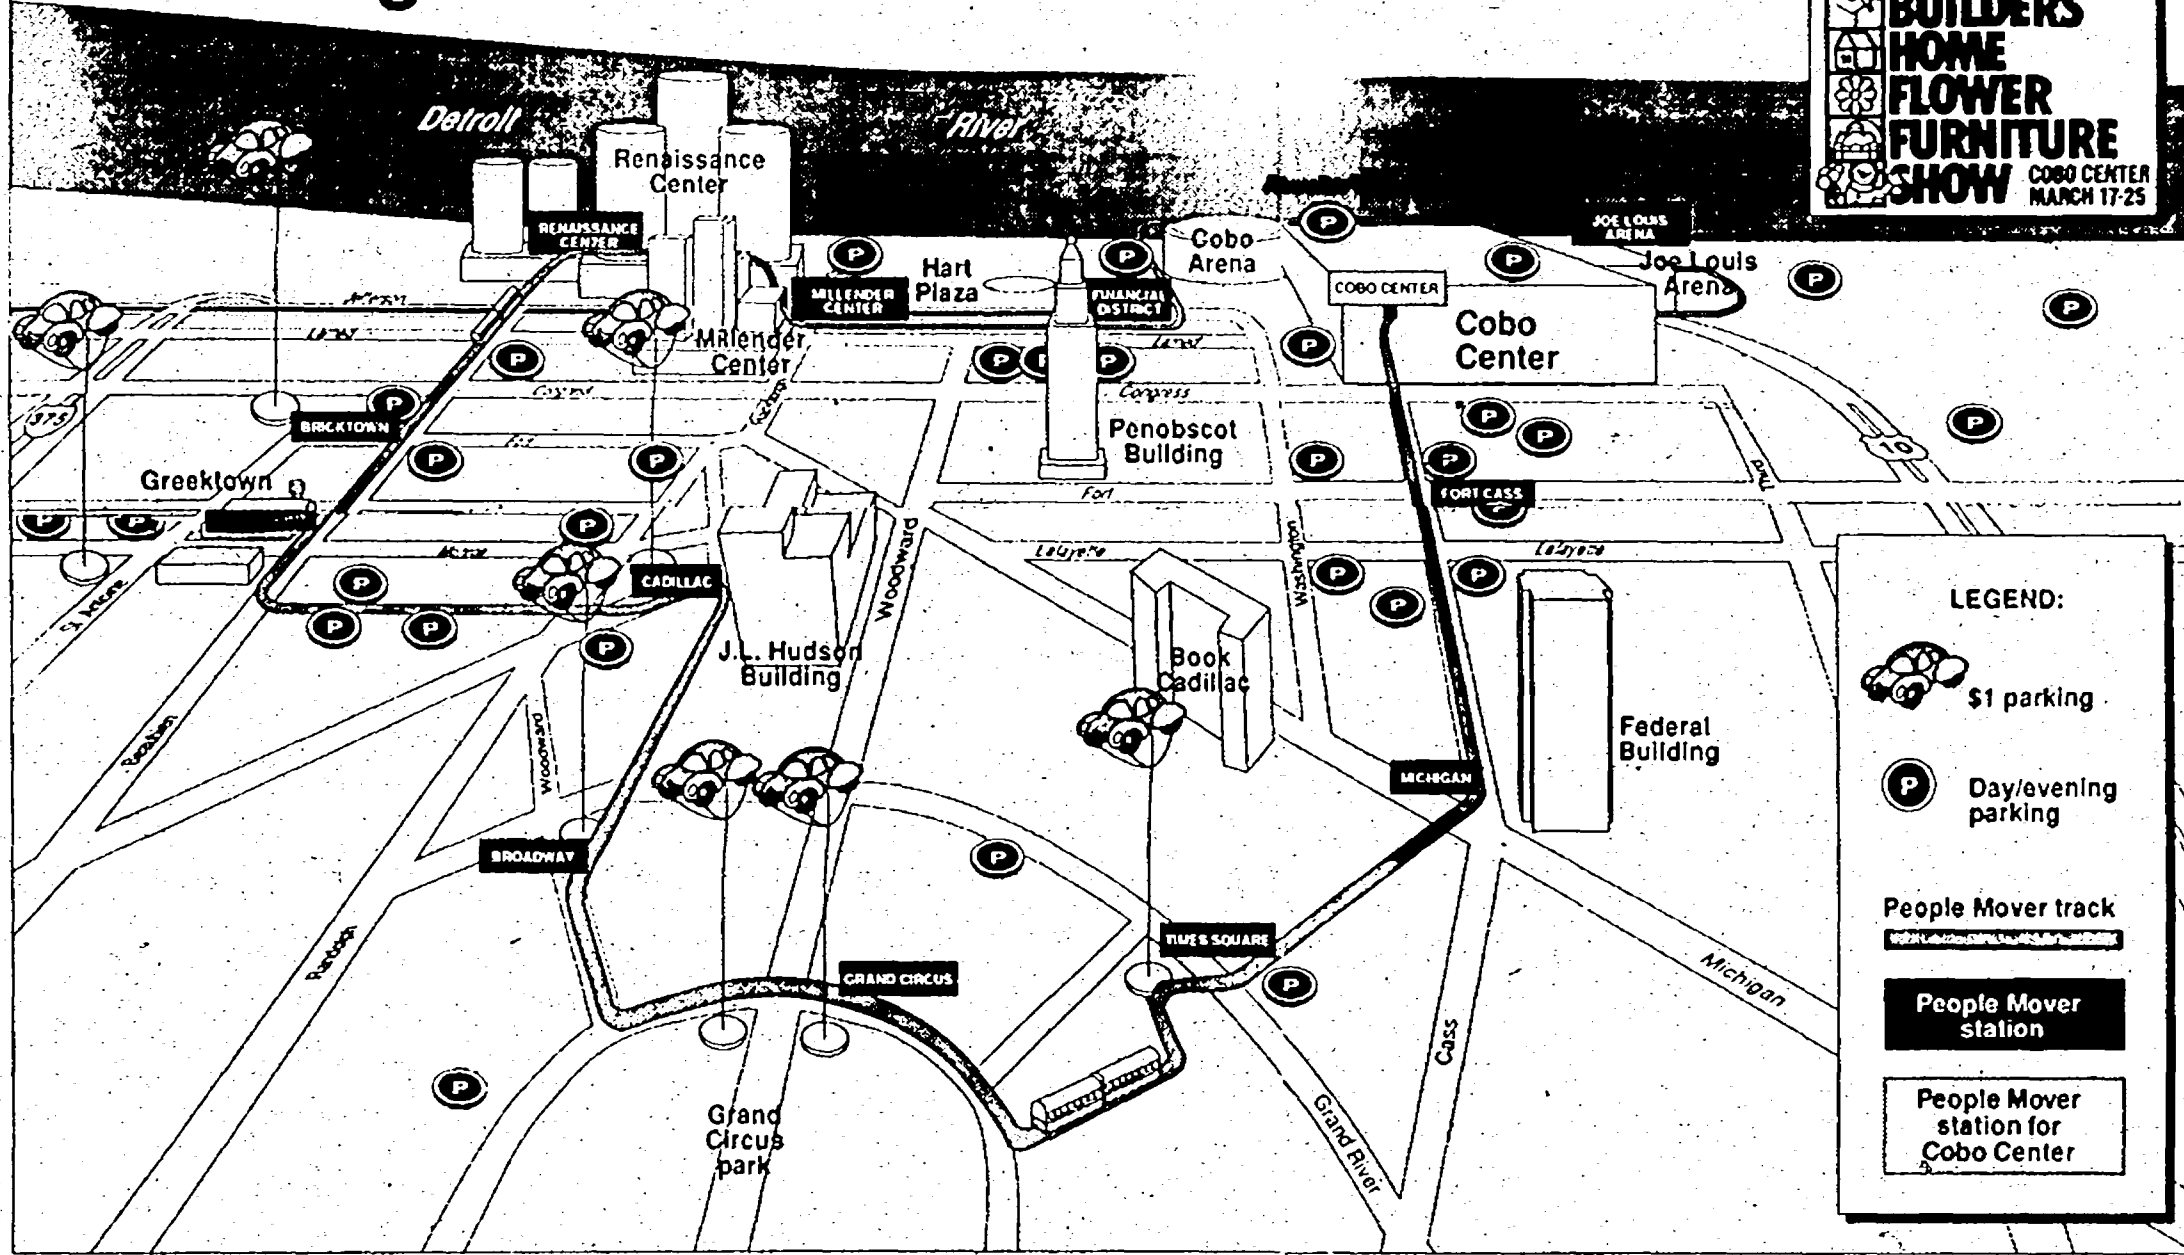 BUILDERS
HOME
FLOWER
FURNITURE
SHOW
COBO CENTER
MARCH 17-25
Detroit
River
Renaissance
Center
RENAISSANCE
CENTER
Hart
Plaza
MILLENDER
CENTER
FINANCIAL
DISTRICT
Cobo
Arena
COBO CENTER
JOE LOUIS
ARENA
Joe Louis
Arena
Cobo
Center
Millender
Center
Larned
Congress
375
BRICKTOWN
Greektown
Penobscot
Building
Fort
FORT CASS
Third
10
Lafayette
Lafayette
Washington
Woodward
CADILLAC
J.L. Hudson
Building
Book
Cadillac
Federal
Building
MICHIGAN
Woodward
BROADWAY
Randolph
GRAND CIRCUS
TIMES SQUARE
Grand
Circus
park
Grand River
Cass
Michigan
LEGEND:
$1 parking
P
Day/evening
parking
People Mover track
People Mover
station
People Mover
station for
Cobo Center